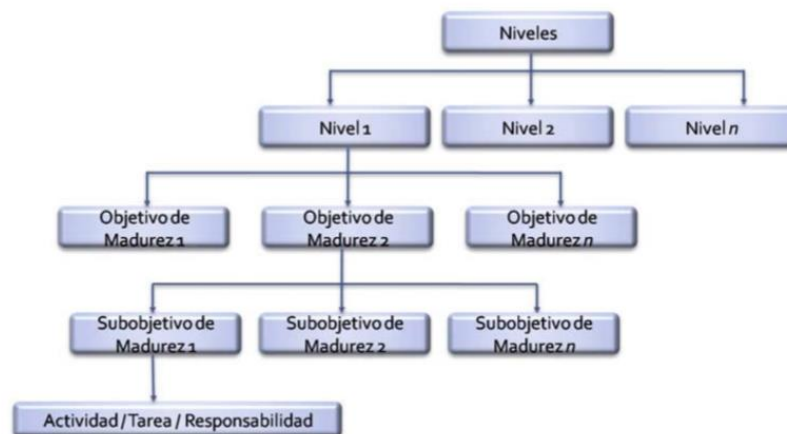 Niveles
Nivel 1
Nivel 2
Nivel n
Objetivo de
Madurez 1
Objetivo de
Madurez 2
Objetivo de
Madurez n
Subobjetivo de
Madurez 1
Subobjetivo de
Madurez 2
Subobjetivo de
Madurez n
Actividad / Tarea / Responsabilidad